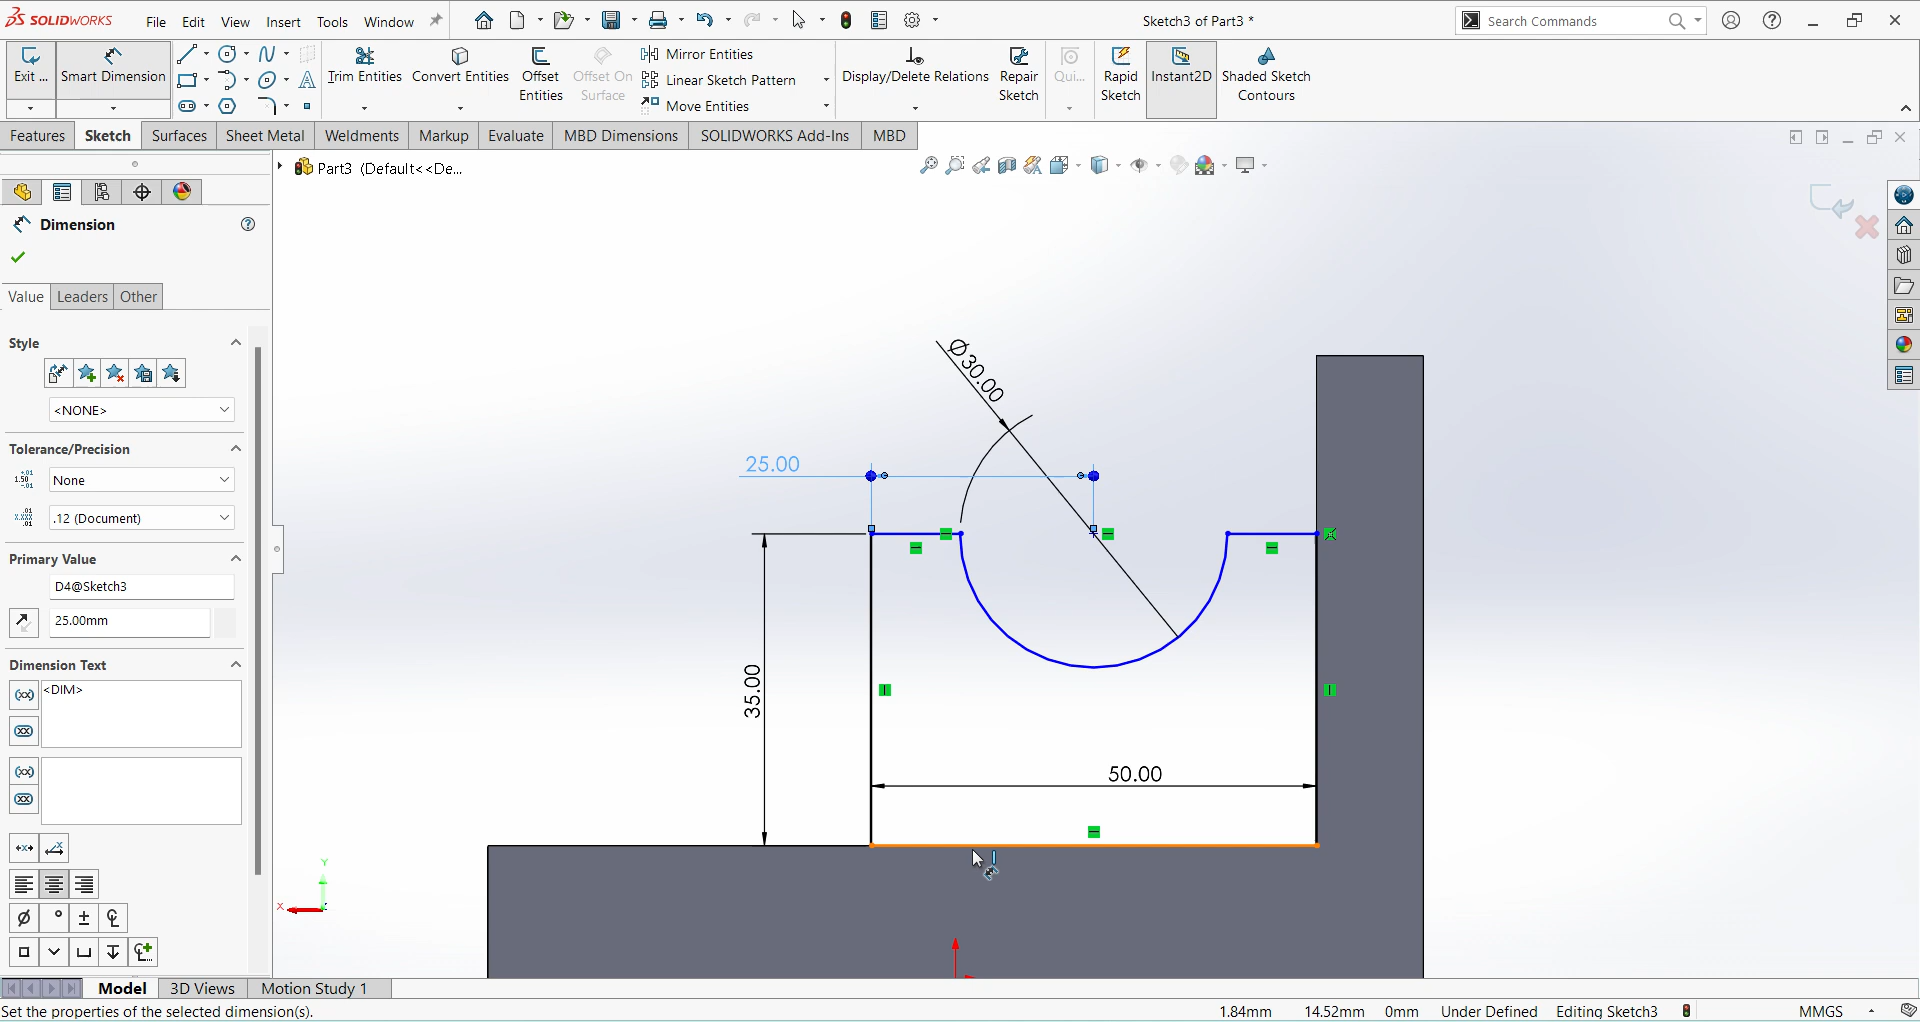 SOLIDWORKS File Edit View Insert Tools Window Sketch3 of Part3 * Search Commands
Exit ... Smart Dimension Trim Entities Convert Entities Offset Entities Offset On Surface Mirror Entities Display/Delete Relations Repair Sketch Qui... Rapid Sketch Instant2D Shaded Sketch Contours
Linear Sketch Pattern
Move Entities
Features Sketch Surfaces Sheet Metal Weldments Markup Evaluate MBD Dimensions SOLIDWORKS Add-Ins MBD
Part3 (Default<<De...
Dimension
Value Leaders Other
Style
<NONE>
Tolerance/Precision
None
.12 (Document)
Primary Value
D4@Sketch3
25.00mm
Dimension Text
<DIM>
Ø30.00
25.00
35.00
50.00
Y
X
Model 3D Views Motion Study 1
Set the properties of the selected dimension(s). 1.84mm 14.52mm 0mm Under Defined Editing Sketch3 MMGS